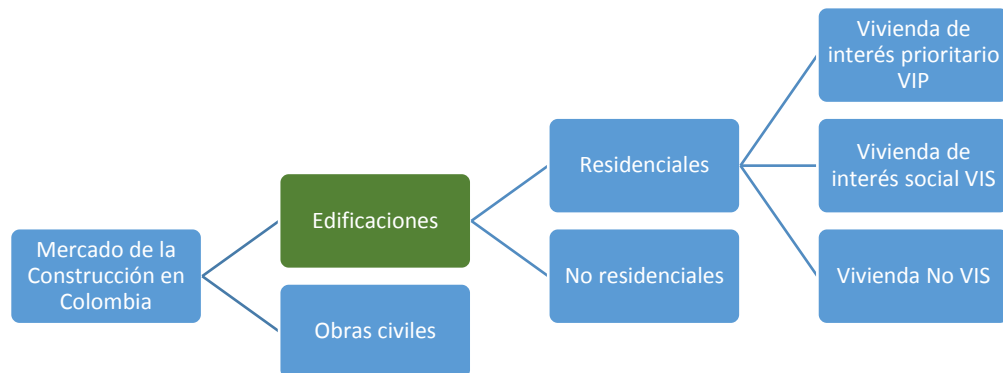 Mercado de la
Construcción en
Colombia
Edificaciones
Obras civiles
Residenciales
No residenciales
Vivienda de
interés prioritario
VIP
Vivienda de
interés social VIS
Vivienda No VIS